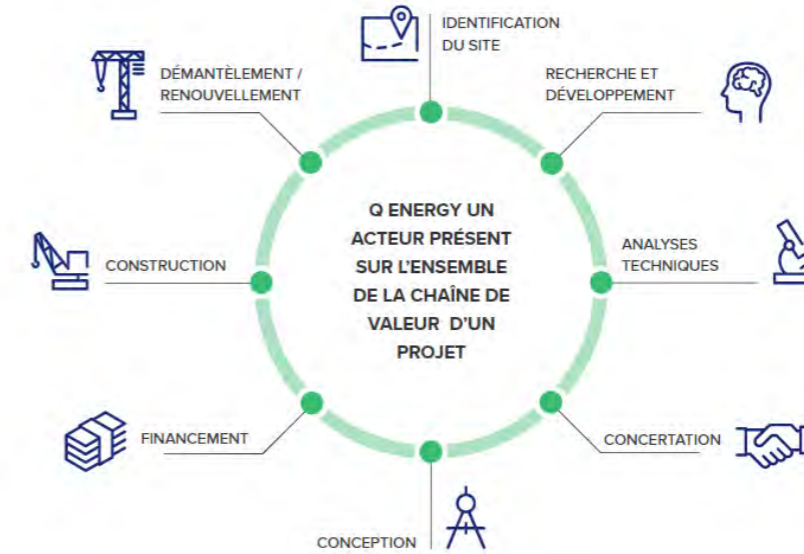 IDENTIFICATION
DU SITE
RECHERCHE ET
DÉVELOPPEMENT
ANALYSES
TECHNIQUES
CONCERTATION
CONCEPTION
FINANCEMENT
CONSTRUCTION
DÉMANTÈLEMENT /
RENOUVELLEMENT
Q ENERGY UN
ACTEUR PRÉSENT
SUR L'ENSEMBLE
DE LA CHAÎNE DE
VALEUR D'UN
PROJET